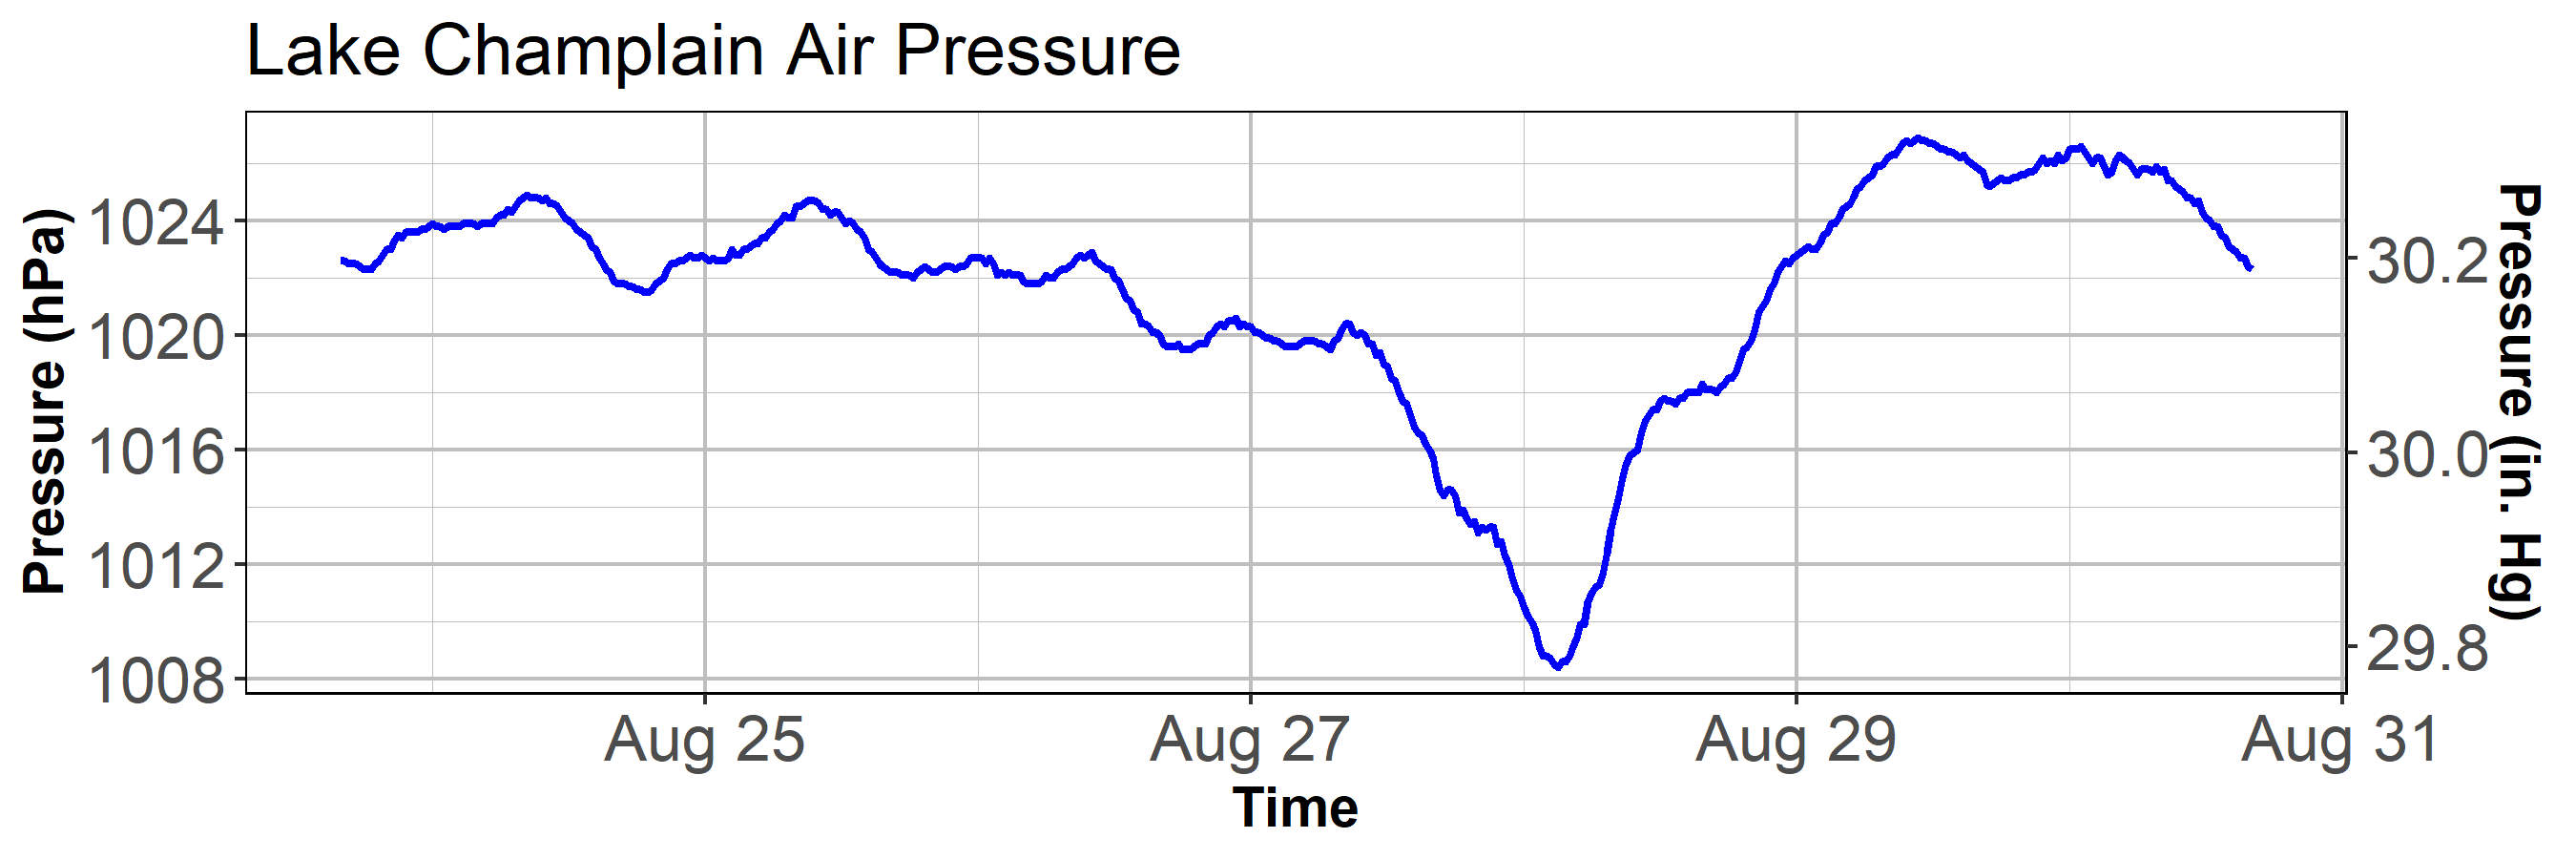 Lake Champlain Air Pressure
Pressure (hPa)
1024
1020
1016
1012
1008
30.2
30.0
29.8
Pressure (in. Hg)
Aug 25
Aug 27
Aug 29
Aug 31
Time